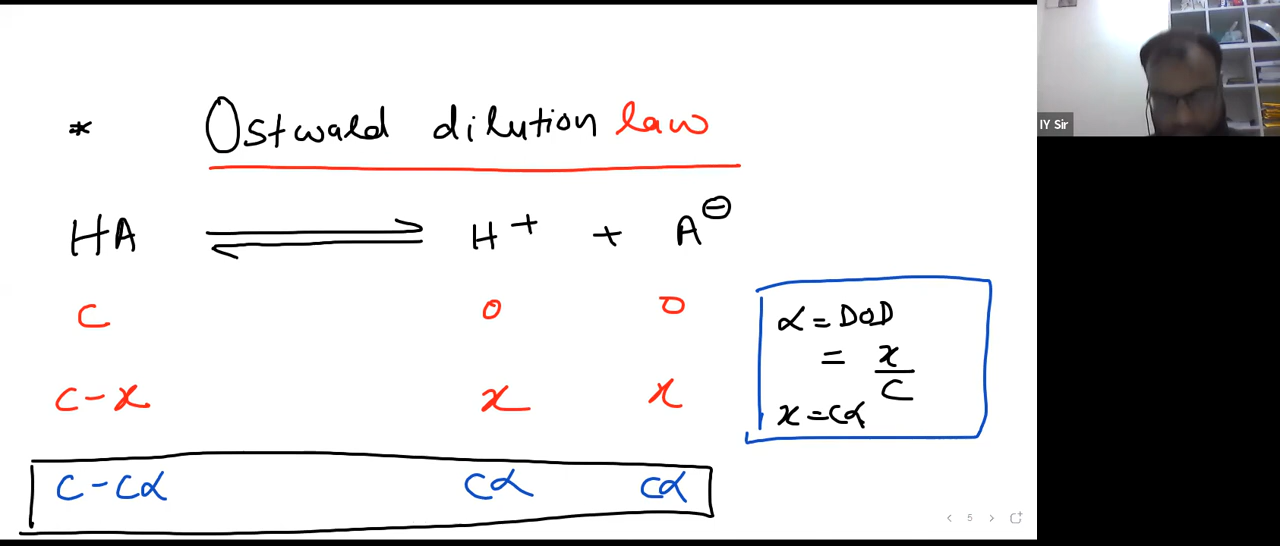 * Ostwald dilution law
HA ⇌ H⁺ + A⊖
C 0 0
C-x x x
C-Cα Cα Cα
α = DOD
= x/C
x = Cα
IY Sir
5